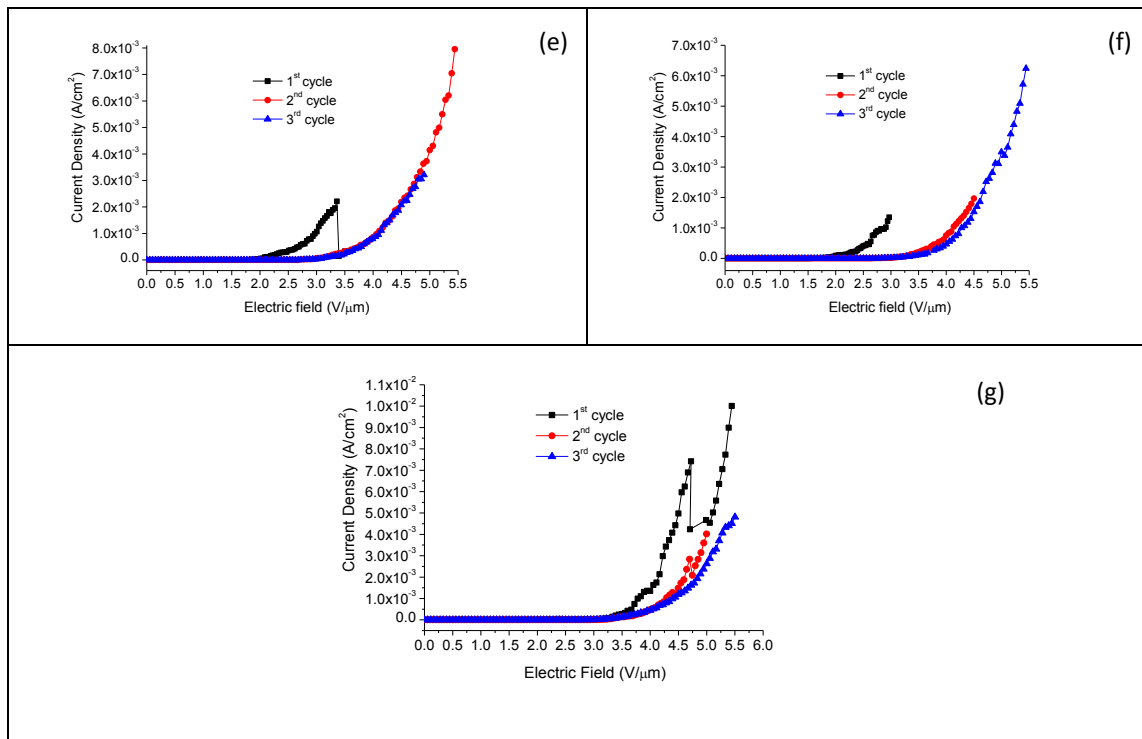 (e)
8.0x10⁻³
7.0x10⁻³
6.0x10⁻³
5.0x10⁻³
4.0x10⁻³
3.0x10⁻³
2.0x10⁻³
1.0x10⁻³
0.0
Current Density (A/cm²)
1ˢᵗ cycle
2ⁿᵈ cycle
3ʳᵈ cycle
0.0 0.5 1.0 1.5 2.0 2.5 3.0 3.5 4.0 4.5 5.0 5.5
Electric field (V/μm)
(f)
7.0x10⁻³
6.0x10⁻³
5.0x10⁻³
4.0x10⁻³
3.0x10⁻³
2.0x10⁻³
1.0x10⁻³
0.0
Current Density (A/cm²)
1ˢᵗ cycle
2ⁿᵈ cycle
3ʳᵈ cycle
0.0 0.5 1.0 1.5 2.0 2.5 3.0 3.5 4.0 4.5 5.0 5.5
Electric field (V/μm)
(g)
1.1x10⁻²
1.0x10⁻²
9.0x10⁻³
8.0x10⁻³
7.0x10⁻³
6.0x10⁻³
5.0x10⁻³
4.0x10⁻³
3.0x10⁻³
2.0x10⁻³
1.0x10⁻³
0.0
Current Density (A/cm²)
1ˢᵗ cycle
2ⁿᵈ cycle
3ʳᵈ cycle
0.0 0.5 1.0 1.5 2.0 2.5 3.0 3.5 4.0 4.5 5.0 5.5 6.0
Electric Field (V/μm)